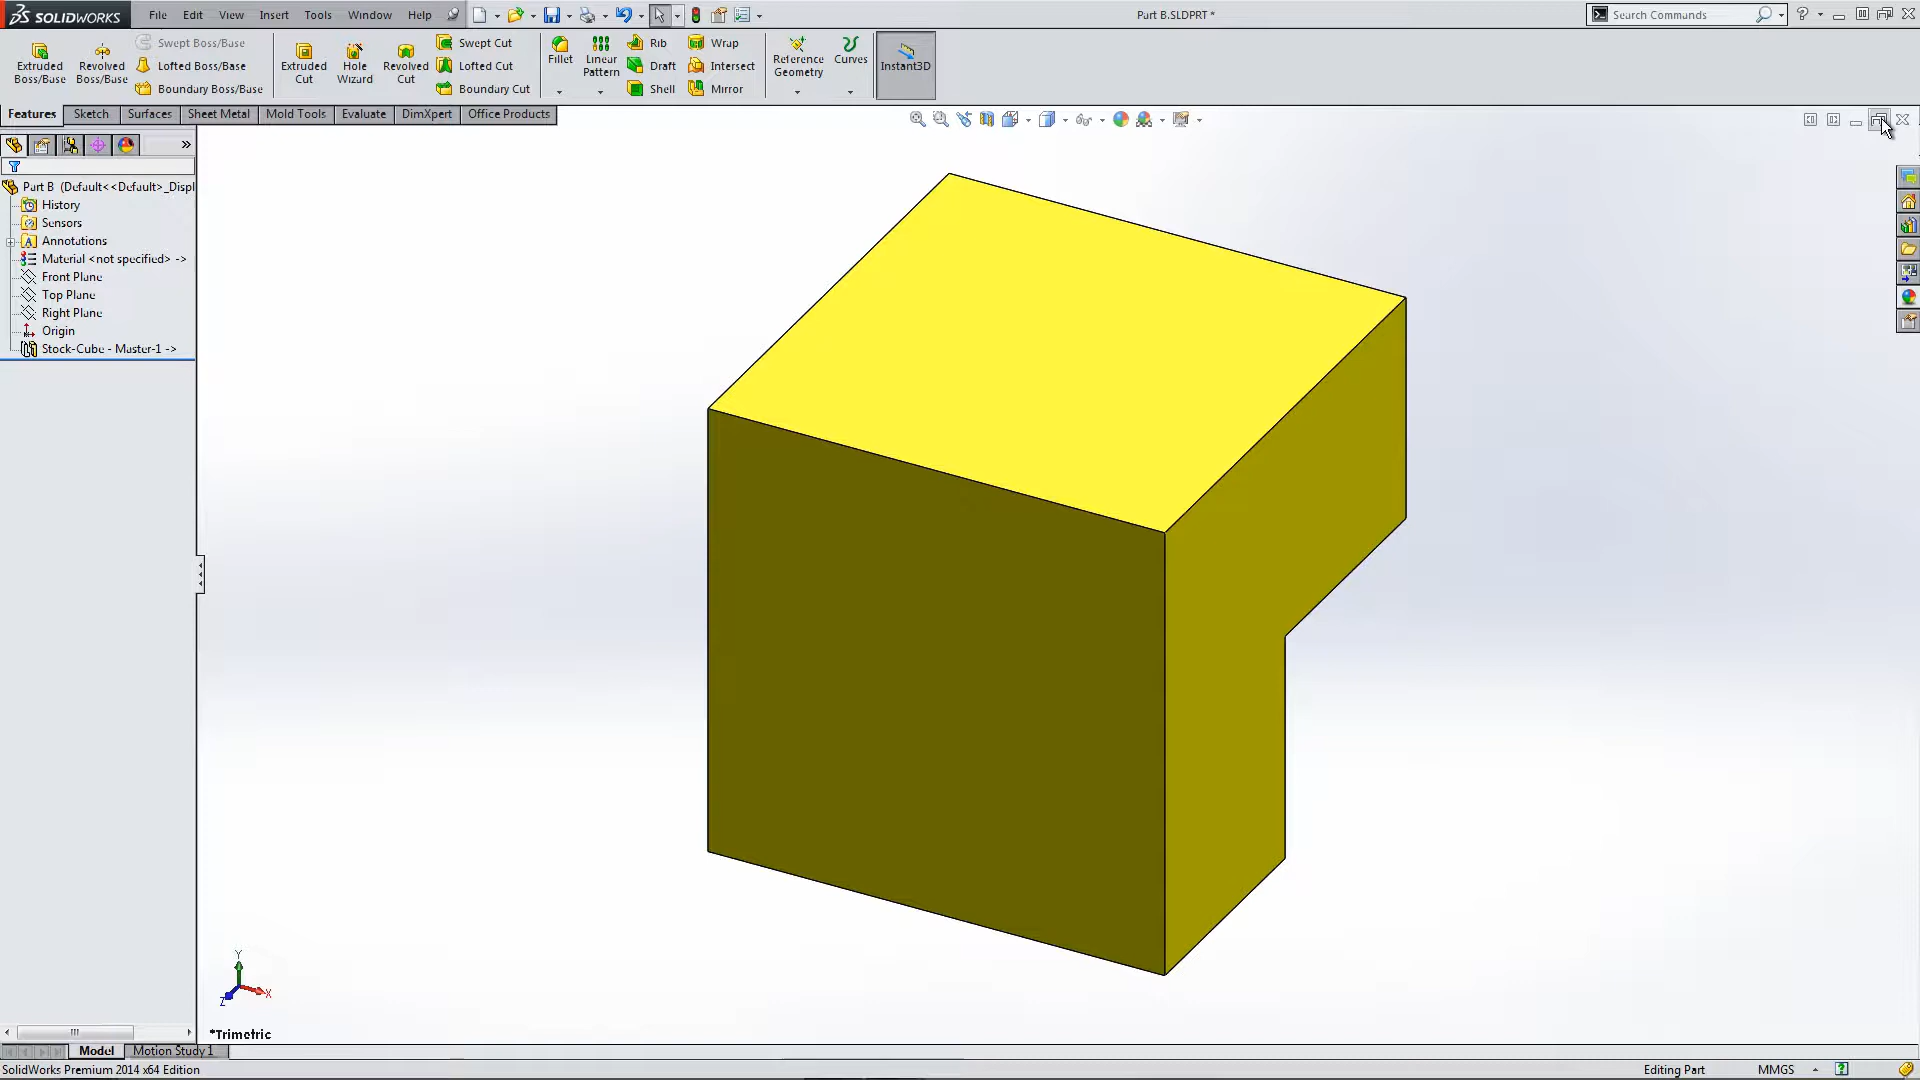 SOLIDWORKS File Edit View Insert Tools Window Help Part B.SLDPRT * Search Commands ?
Extruded Boss/Base
Revolved Boss/Base
Swept Boss/Base
Lofted Boss/Base
Boundary Boss/Base
Extruded Cut
Hole Wizard
Revolved Cut
Swept Cut
Lofted Cut
Boundary Cut
Fillet
Linear Pattern
Rib
Draft
Shell
Wrap
Intersect
Mirror
Reference Geometry
Curves
Instant3D
Features Sketch Surfaces Sheet Metal Mold Tools Evaluate DimXpert Office Products
Part B (Default<<Default>_Displ
History
Sensors
Annotations
Material <not specified> ->
Front Plane
Top Plane
Right Plane
Origin
Stock-Cube - Master-1 ->
Y
X
Z
*Trimetric
Model Motion Study 1
SolidWorks Premium 2014 x64 Edition Editing Part MMGS ?